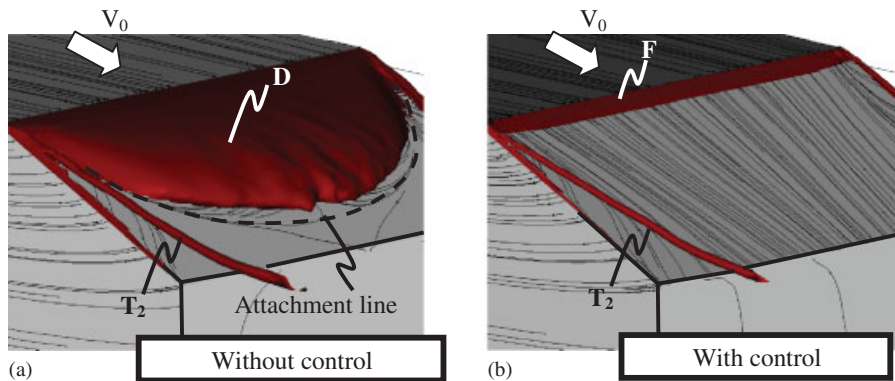 V₀
D
T₂
Attachment line
Without control
(a)
V₀
F
T₂
With control
(b)